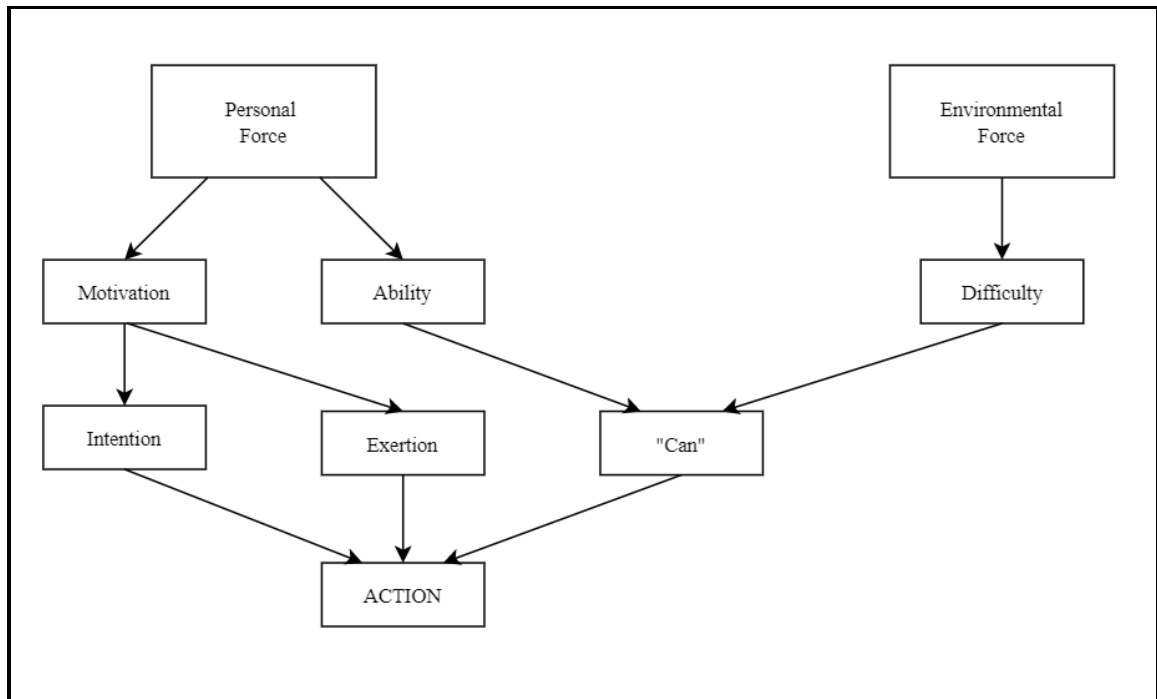 Personal
Force
Environmental
Force
Motivation
Ability
Difficulty
Intention
Exertion
"Can"
ACTION